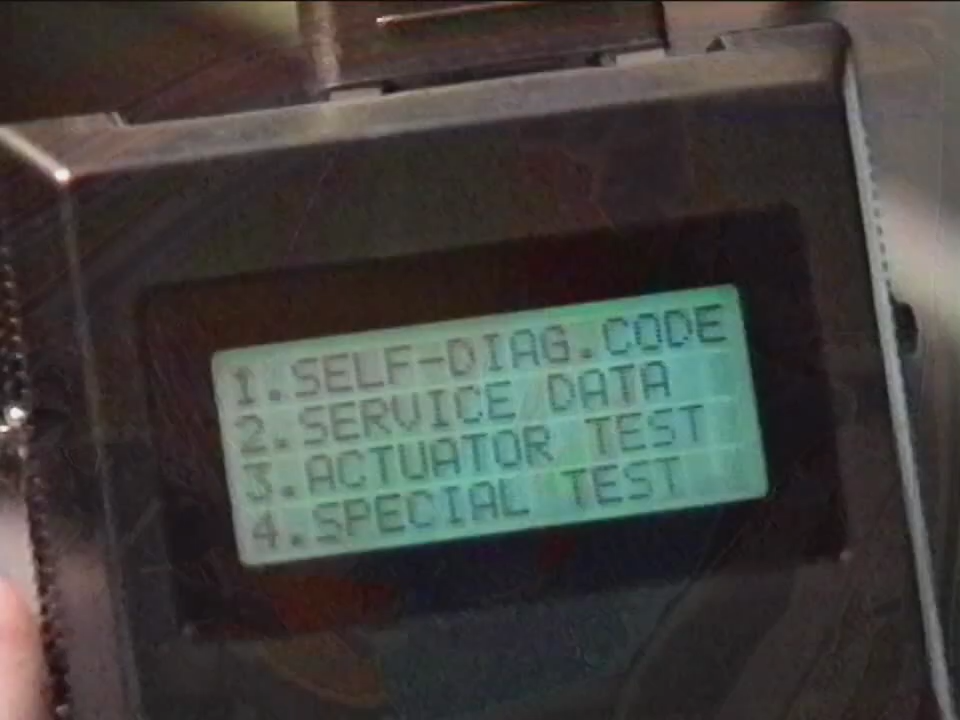 1.SELF-DIAG.CODE
2.SERVICE DATA
3.ACTUATOR TEST
4.SPECIAL TEST